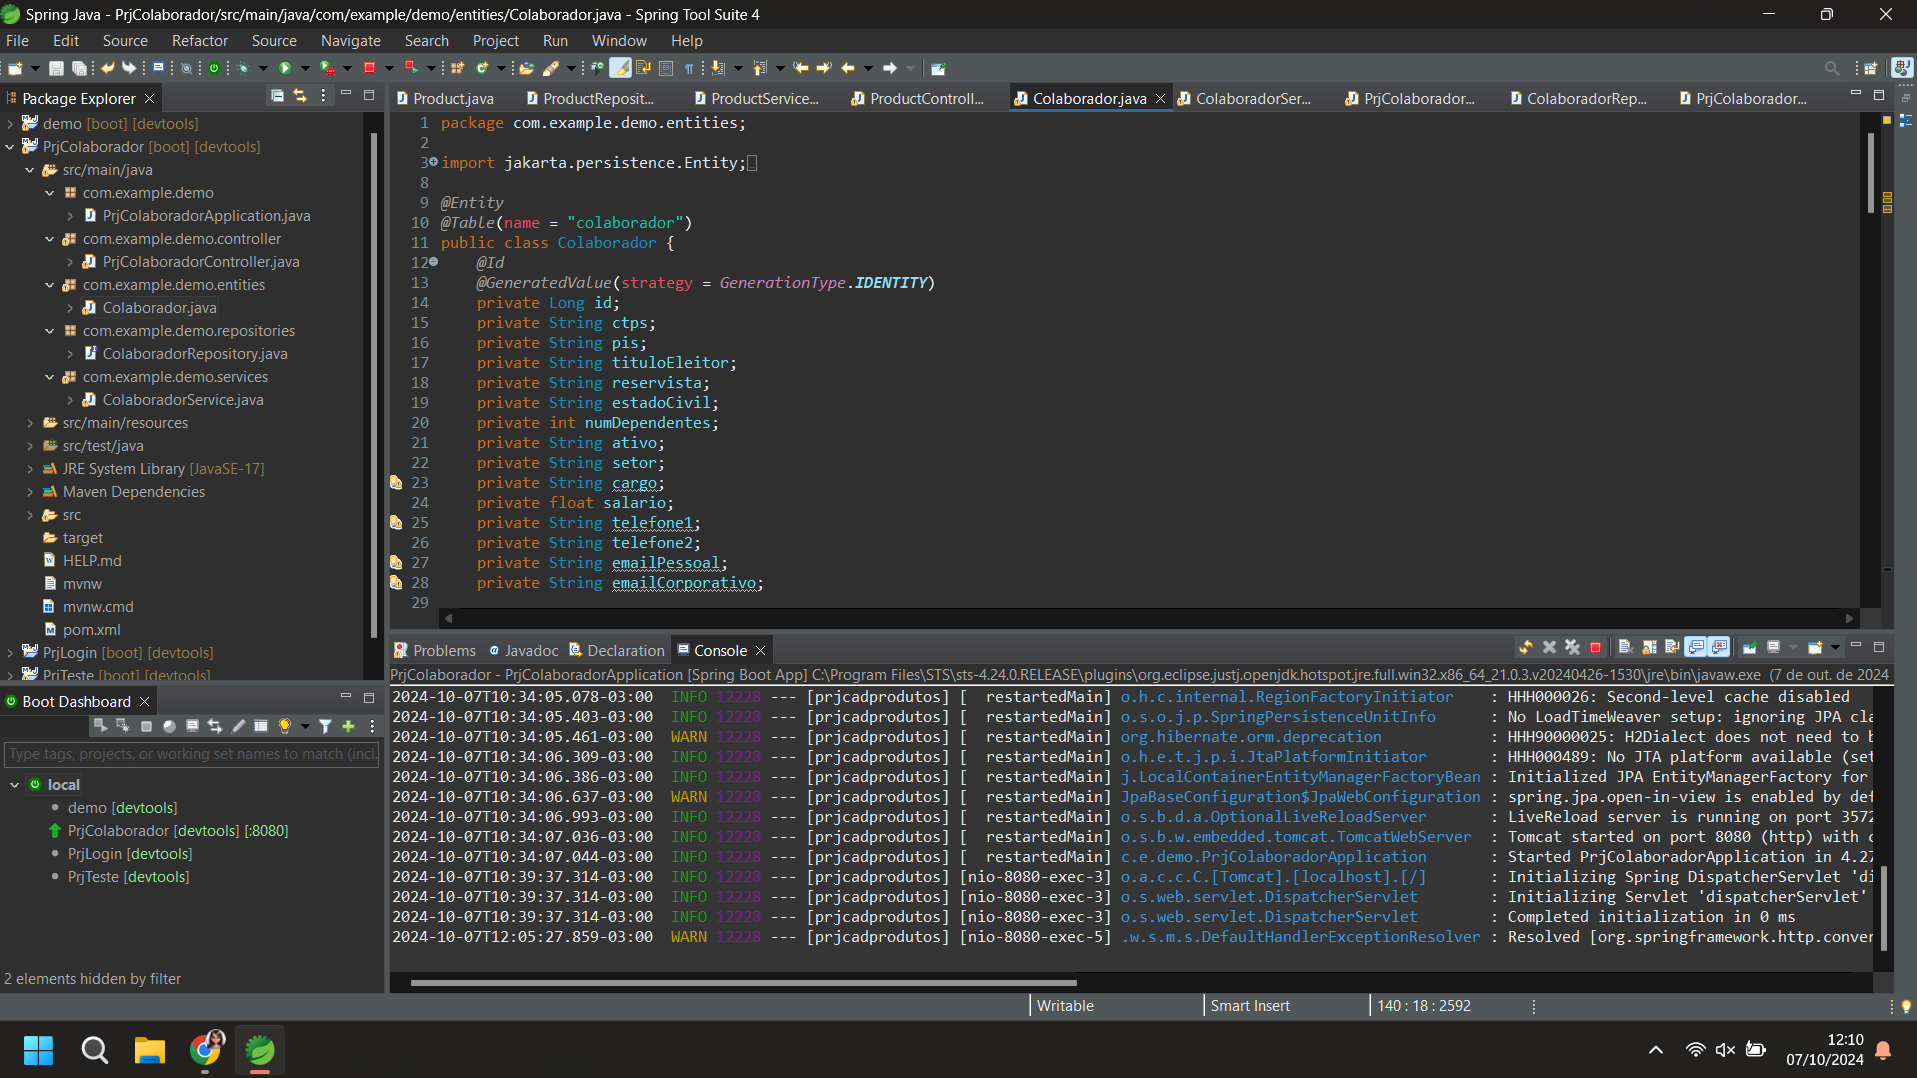 Spring Java - PrjColaborador/src/main/java/com/example/demo/entities/Colaborador.java - Spring Tool Suite 4
File Edit Source Refactor Source Navigate Search Project Run Window Help
Package Explorer
demo [boot] [devtools]
PrjColaborador [boot] [devtools]
src/main/java
com.example.demo
PrjColaboradorApplication.java
com.example.demo.controller
PrjColaboradorController.java
com.example.demo.entities
Colaborador.java
com.example.demo.repositories
ColaboradorRepository.java
com.example.demo.services
ColaboradorService.java
src/main/resources
src/test/java
JRE System Library [JavaSE-17]
Maven Dependencies
src
target
HELP.md
mvnw
mvnw.cmd
pom.xml
PrjLogin [boot] [devtools]
PrjTeste [boot] [devtools]
Boot Dashboard
Type tags, projects, or working set names to match (incl.
local
demo [devtools]
PrjColaborador [devtools] [:8080]
PrjLogin [devtools]
PrjTeste [devtools]
2 elements hidden by filter
Product.java ProductReposit... ProductService... ProductControll... Colaborador.java ColaboradorSer... PrjColaborador... ColaboradorRep... PrjColaborador...
1 package com.example.demo.entities;
2
3 import jakarta.persistence.Entity;
8
9 @Entity
10 @Table(name = "colaborador")
11 public class Colaborador {
12 @Id
13 @GeneratedValue(strategy = GenerationType.IDENTITY)
14 private Long id;
15 private String ctps;
16 private String pis;
17 private String tituloEleitor;
18 private String reservista;
19 private String estadoCivil;
20 private int numDependentes;
21 private String ativo;
22 private String setor;
23 private String cargo;
24 private float salario;
25 private String telefone1;
26 private String telefone2;
27 private String emailPessoal;
28 private String emailCorporativo;
29
Problems Javadoc Declaration Console
PrjColaborador - PrjColaboradorApplication [Spring Boot App] C:\Program Files\STS\sts-4.24.0.RELEASE\plugins\org.eclipse.justj.openjdk.hotspot.jre.full.win32.x86_64_21.0.3.v20240426-1530\jre\bin\javaw.exe (7 de out. de 2024
2024-10-07T10:34:05.078-03:00 INFO 12228 --- [prjcadprodutos] [ restartedMain] o.h.c.internal.RegionFactoryInitiator : HHH000026: Second-level cache disabled
2024-10-07T10:34:05.403-03:00 INFO 12228 --- [prjcadprodutos] [ restartedMain] o.s.o.j.p.SpringPersistenceUnitInfo : No LoadTimeWeaver setup: ignoring JPA cla
2024-10-07T10:34:05.461-03:00 WARN 12228 --- [prjcadprodutos] [ restartedMain] org.hibernate.orm.deprecation : HHH90000025: H2Dialect does not need to b
2024-10-07T10:34:06.309-03:00 INFO 12228 --- [prjcadprodutos] [ restartedMain] o.h.e.t.j.p.i.JtaPlatformInitiator : HHH000489: No JTA platform available (set
2024-10-07T10:34:06.386-03:00 INFO 12228 --- [prjcadprodutos] [ restartedMain] j.LocalContainerEntityManagerFactoryBean : Initialized JPA EntityManagerFactory for
2024-10-07T10:34:06.637-03:00 WARN 12228 --- [prjcadprodutos] [ restartedMain] JpaBaseConfiguration$JpaWebConfiguration : spring.jpa.open-in-view is enabled by def
2024-10-07T10:34:06.993-03:00 INFO 12228 --- [prjcadprodutos] [ restartedMain] o.s.b.d.a.OptionalLiveReloadServer : LiveReload server is running on port 3572
2024-10-07T10:34:07.036-03:00 INFO 12228 --- [prjcadprodutos] [ restartedMain] o.s.b.w.embedded.tomcat.TomcatWebServer : Tomcat started on port 8080 (http) with c
2024-10-07T10:34:07.044-03:00 INFO 12228 --- [prjcadprodutos] [ restartedMain] c.e.demo.PrjColaboradorApplication : Started PrjColaboradorApplication in 4.27
2024-10-07T10:39:37.314-03:00 INFO 12228 --- [prjcadprodutos] [nio-8080-exec-3] o.a.c.c.C.[Tomcat].[localhost].[/] : Initializing Spring DispatcherServlet 'di
2024-10-07T10:39:37.314-03:00 INFO 12228 --- [prjcadprodutos] [nio-8080-exec-3] o.s.web.servlet.DispatcherServlet : Initializing Servlet 'dispatcherServlet'
2024-10-07T10:39:37.314-03:00 INFO 12228 --- [prjcadprodutos] [nio-8080-exec-3] o.s.web.servlet.DispatcherServlet : Completed initialization in 0 ms
2024-10-07T12:05:27.859-03:00 WARN 12228 --- [prjcadprodutos] [nio-8080-exec-5] .w.s.m.s.DefaultHandlerExceptionResolver : Resolved [org.springframework.http.conver
Writable Smart Insert 140 : 18 : 2592
12:10
07/10/2024